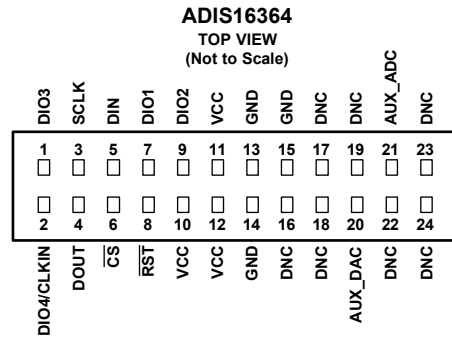 ADIS16364
TOP VIEW
(Not to Scale)
DIO3 SCLK DIN DIO1 DIO2 VCC GND GND DNC DNC AUX_ADC DNC
1 3 5 7 9 11 13 15 17 19 21 23
2 4 6 8 10 12 14 16 18 20 22 24
DIO4/CLKIN DOUT CS RST VCC VCC GND DNC DNC AUX_DAC DNC DNC